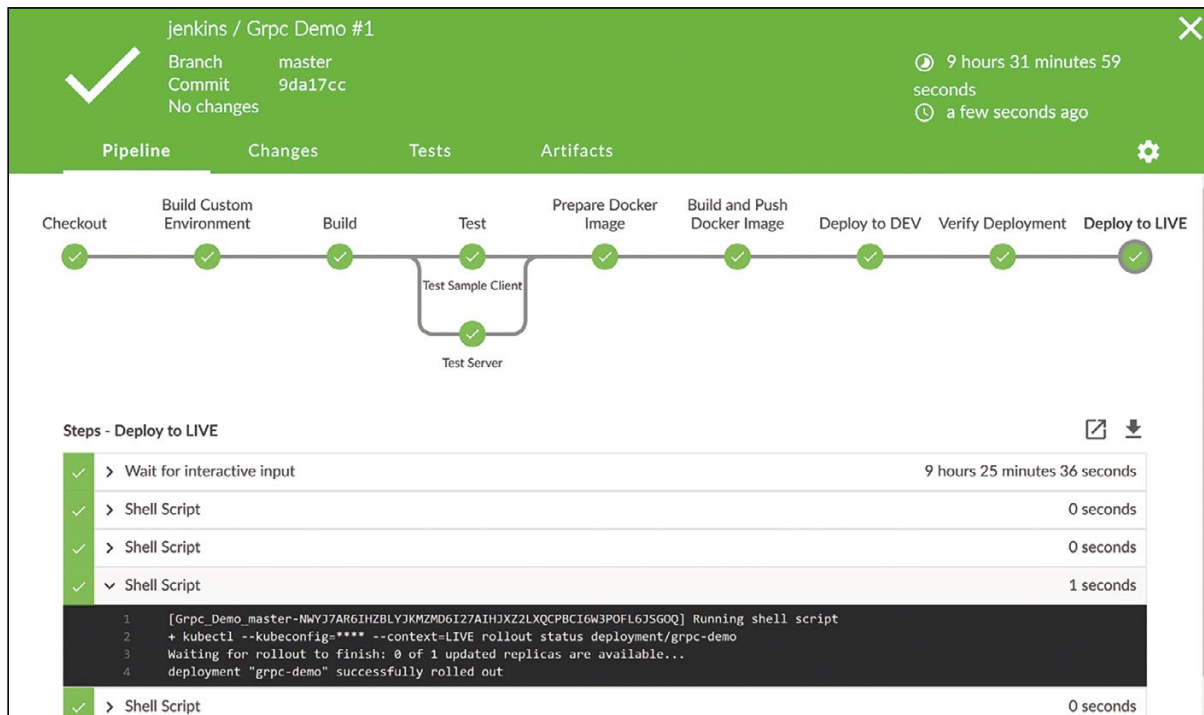 jenkins / Grpc Demo #1
Branch master
Commit 9da17cc
No changes
9 hours 31 minutes 59
seconds
a few seconds ago
Pipeline Changes Tests Artifacts
Checkout
Build Custom
Environment
Build
Test
Prepare Docker
Image
Build and Push
Docker Image
Deploy to DEV
Verify Deployment
Deploy to LIVE
Test Sample Client
Test Server
Steps - Deploy to LIVE
Wait for interactive input 9 hours 25 minutes 36 seconds
Shell Script 0 seconds
Shell Script 0 seconds
Shell Script 1 seconds
1 [Grpc_Demo_master-NWYJ7AR6IHZBLYJKMZMD6I27AIHJXZ2LXQCPBCI6W3POFL6JSGOQ] Running shell script
2 + kubectl --kubeconfig=**** --context=LIVE rollout status deployment/grpc-demo
3 Waiting for rollout to finish: 0 of 1 updated replicas are available...
4 deployment "grpc-demo" successfully rolled out
Shell Script 0 seconds